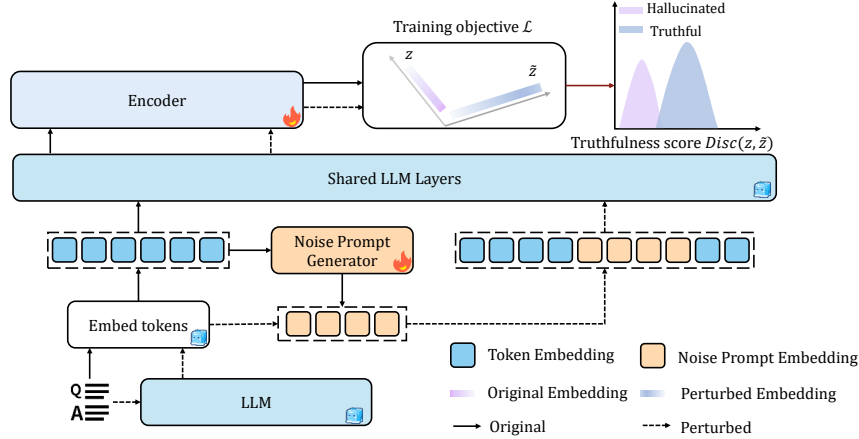 Training objective ℒ
Hallucinated
Truthful
z
z̃
Encoder
Truthfulness score Disc(z, z̃)
Shared LLM Layers
Noise Prompt
Generator
Embed tokens
Q
A
LLM
Token Embedding
Noise Prompt Embedding
Original Embedding
Perturbed Embedding
Original
Perturbed